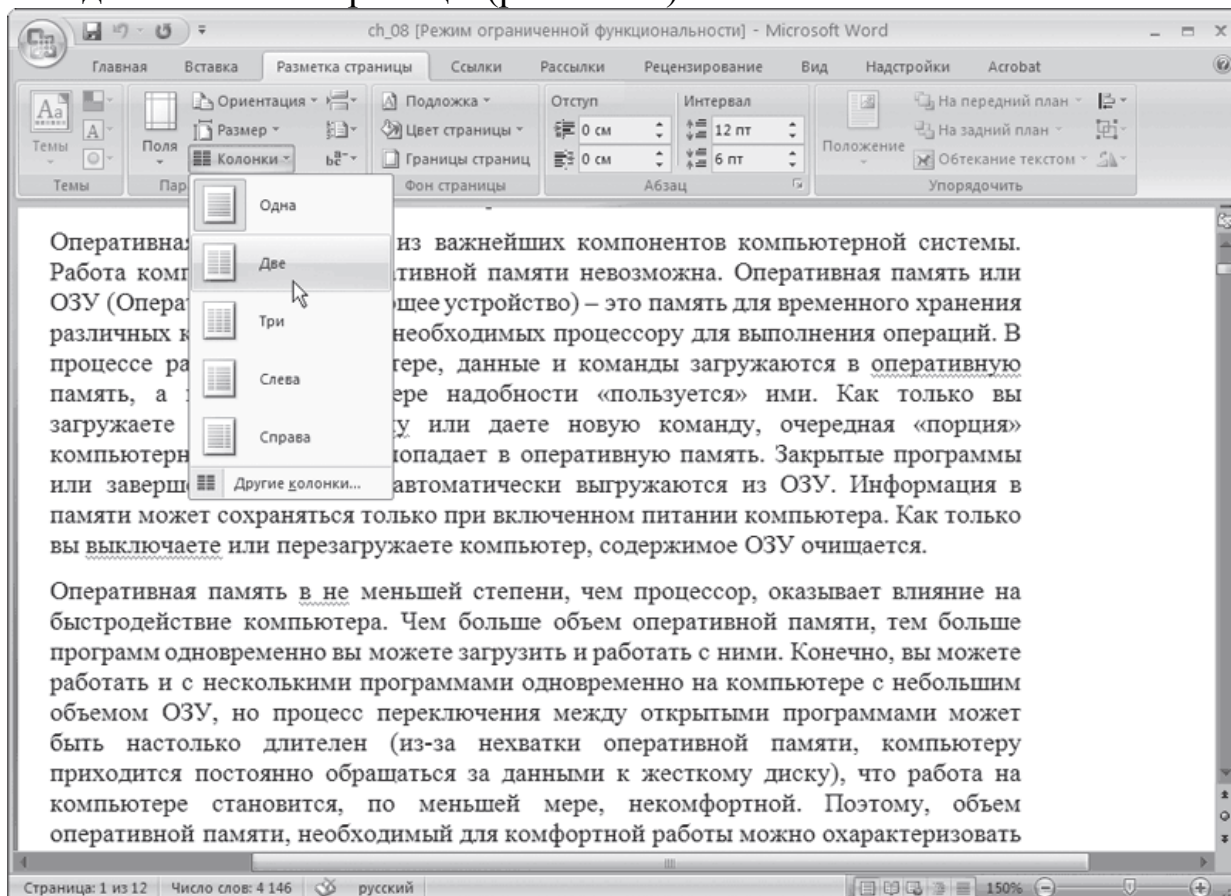 ch_08 [Режим ограниченной функциональности] - Microsoft Word
Главная Вставка Разметка страницы Ссылки Рассылки Рецензирование Вид Надстройки Acrobat
Темы
Поля
Ориентация
Размер
Колонки
Подложка
Цвет страницы
Границы страниц
Отступ
0 см
0 см
Интервал
12 пт
6 пт
Положение
На передний план
На задний план
Обтекание текстом
Темы Пар Фон страницы Абзац Упорядочить
Одна
Две
Три
Слева
Справа
Другие колонки...
Оперативна из важнейших компонентов компьютерной системы.
Работа комп тивной памяти невозможна. Оперативная память или
ОЗУ (Опера щее устройство) – это память для временного хранения
различных к необходимых процессору для выполнения операций. В
процессе ра тере, данные и команды загружаются в оперативную
память, а ере надобности «пользуется» ими. Как только вы
загружаете у или даете новую команду, очередная «порция»
компьютерн попадает в оперативную память. Закрытые программы
или заверш автоматически выгружаются из ОЗУ. Информация в
памяти может сохраняться только при включенном питании компьютера. Как только
вы выключаете или перезагружаете компьютер, содержимое ОЗУ очищается.
Оперативная память в не меньшей степени, чем процессор, оказывает влияние на
быстродействие компьютера. Чем больше объем оперативной памяти, тем больше
программ одновременно вы можете загрузить и работать с ними. Конечно, вы можете
работать и с несколькими программами одновременно на компьютере с небольшим
объемом ОЗУ, но процесс переключения между открытыми программами может
быть настолько длителен (из-за нехватки оперативной памяти, компьютеру
приходится постоянно обращаться за данными к жесткому диску), что работа на
компьютере становится, по меньшей мере, некомфортной. Поэтому, объем
оперативной памяти, необходимый для комфортной работы можно охарактеризовать
Страница: 1 из 12 Число слов: 4 146 русский 150%